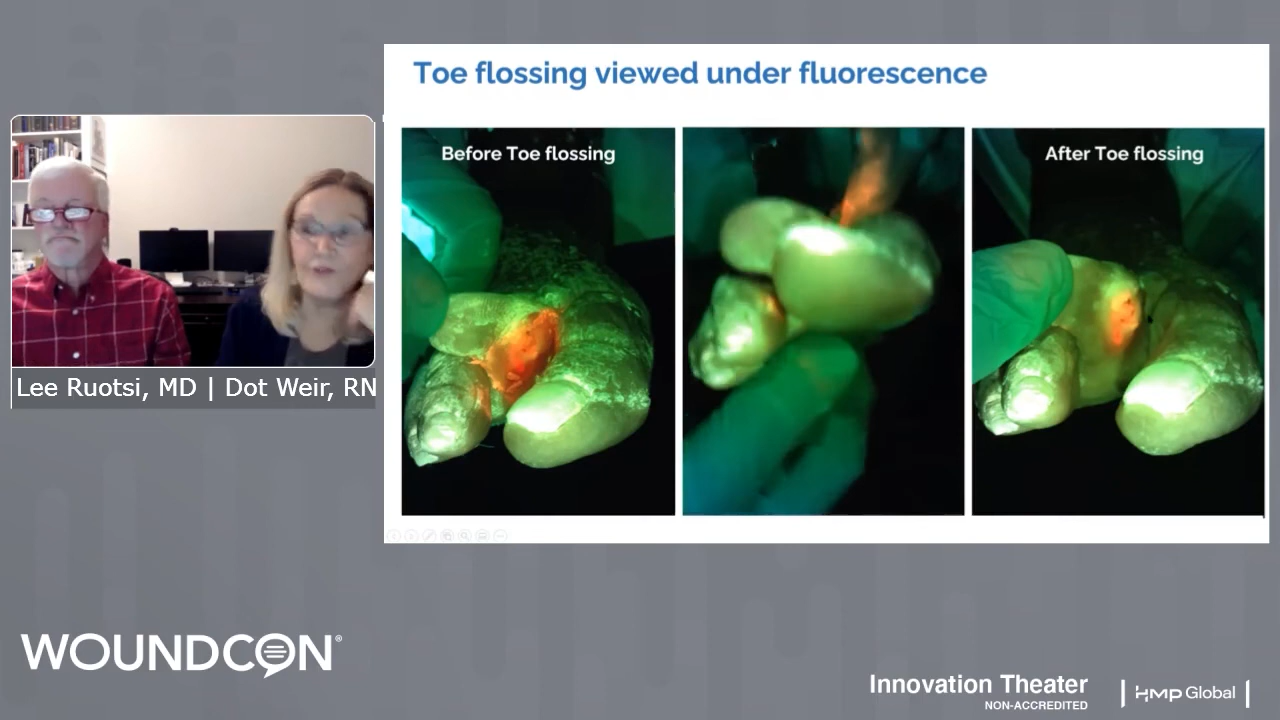 Toe flossing viewed under fluorescence
Before Toe flossing
After Toe flossing
Lee Ruotsi, MD | Dot Weir, RN
WOUNDCON®
Innovation Theater
NON-ACCREDITED
HMP Global